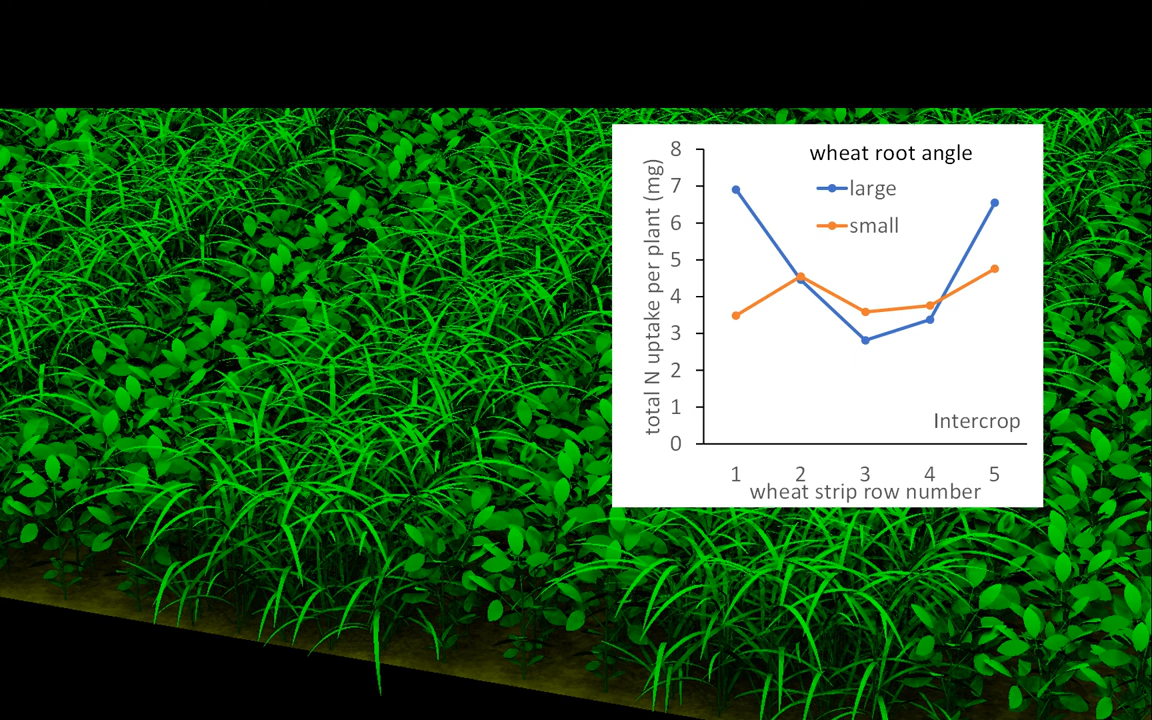 wheat root angle
large
small
total N uptake per plant (mg)
8
7
6
5
4
3
2
1
0
Intercrop
1 2 3 4 5
wheat strip row number